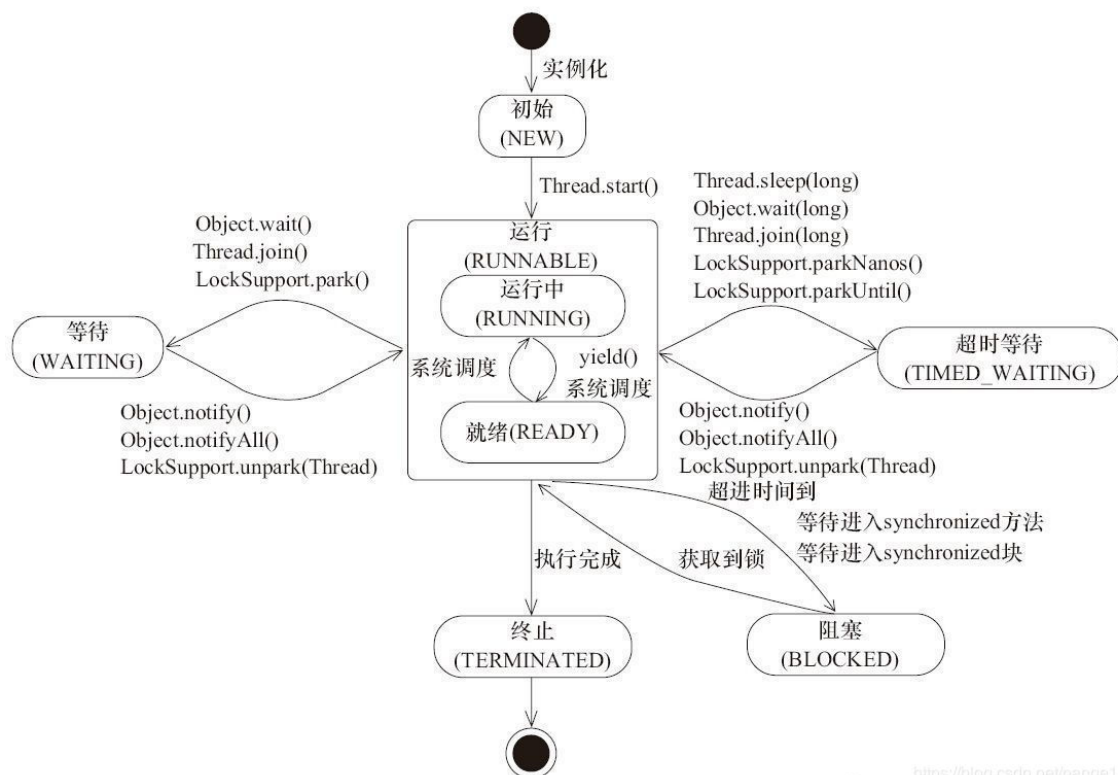 实例化
初始
(NEW)
Thread.start()
Object.wait()
Thread.join()
LockSupport.park()
Thread.sleep(long)
Object.wait(long)
Thread.join(long)
LockSupport.parkNanos()
LockSupport.parkUntil()
运行
(RUNNABLE)
运行中
(RUNNING)
等待
(WAITING)
系统调度
yield()
系统调度
超时等待
(TIMED_WAITING)
就绪(READY)
Object.notify()
Object.notifyAll()
LockSupport.unpark(Thread)
Object.notify()
Object.notifyAll()
LockSupport.unpark(Thread)
超进时间到
等待进入synchronized方法
等待进入synchronized块
执行完成
获取到锁
终止
(TERMINATED)
阻塞
(BLOCKED)